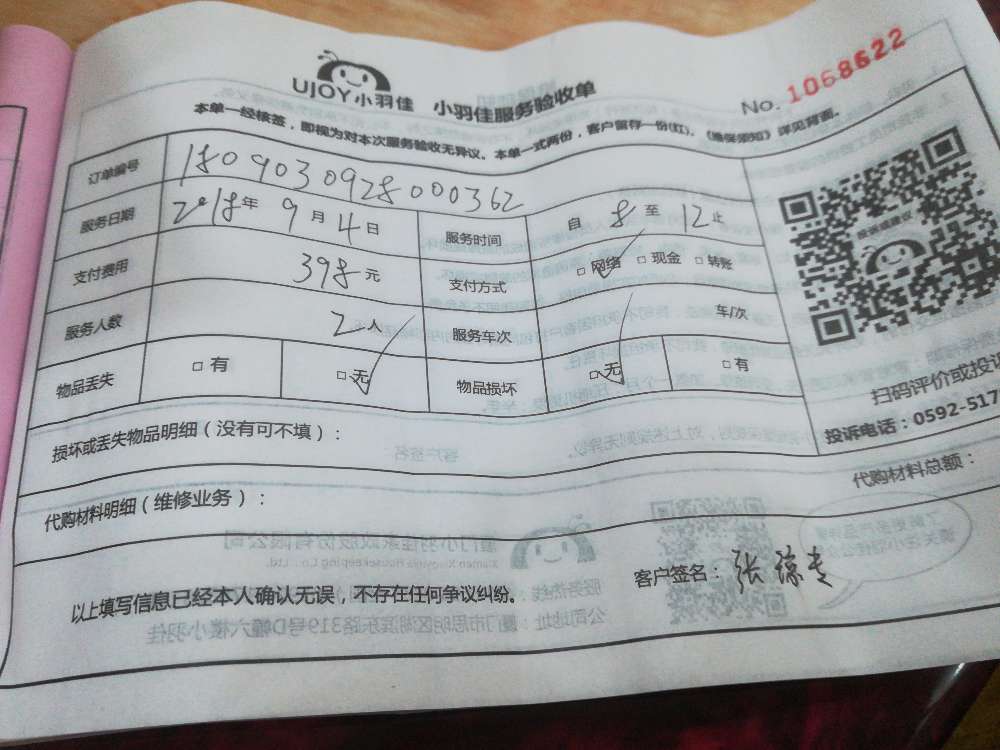 UJOY小羽佳 小羽佳服务验收单
No. 1068622
本单一经核签，即视为对本次服务验收无异议。本单一式两份，客户留存一份(红)，《维保须知》详见背面。
订单编号 1809030928000362
服务日期 2018年 9月4日 服务时间 自 8 至 12 止
支付费用 398元 支付方式 □网络 □现金 □转账
服务人数 2人 服务车次 车/次
物品丢失 □有 □无 物品损坏 □无 □有
扫码评价或投诉
投诉电话：0592-517
损坏或丢失物品明细（没有可不填）：
代购材料明细（维修业务）： 代购材料总额：
以上填写信息已经本人确认无误，不存在任何争议纠纷。 客户签名：张